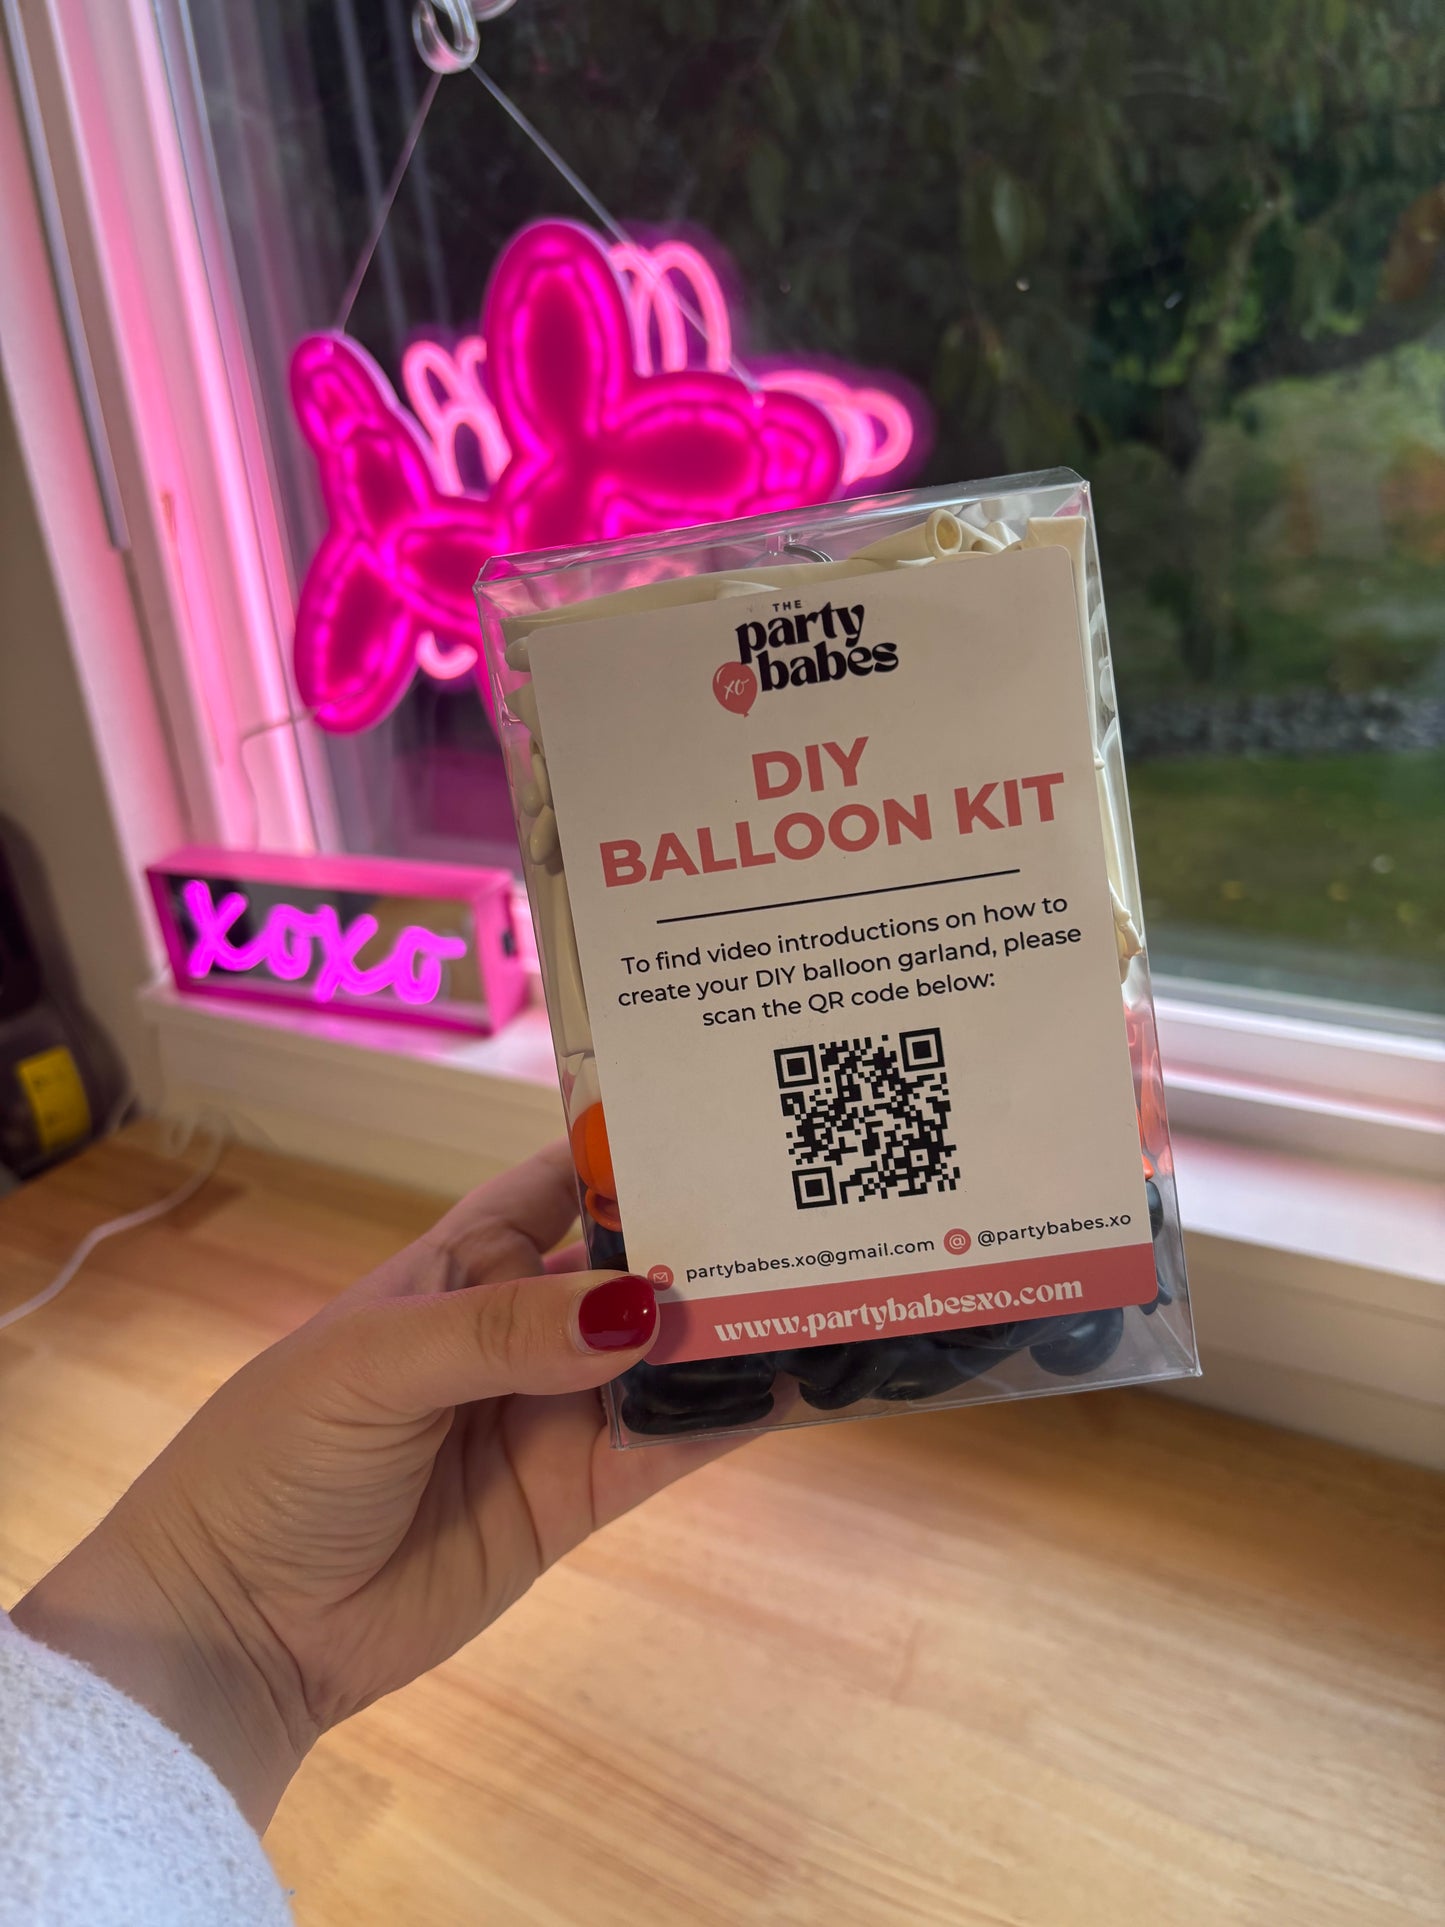 THE
party
babes
xo
DIY
BALLOON KIT
To find video introductions on how to
create your DIY balloon garland, please
scan the QR code below:
partybabes.xo@gmail.com @ @partybabes.xo
www.partybabesxo.com
xoxo